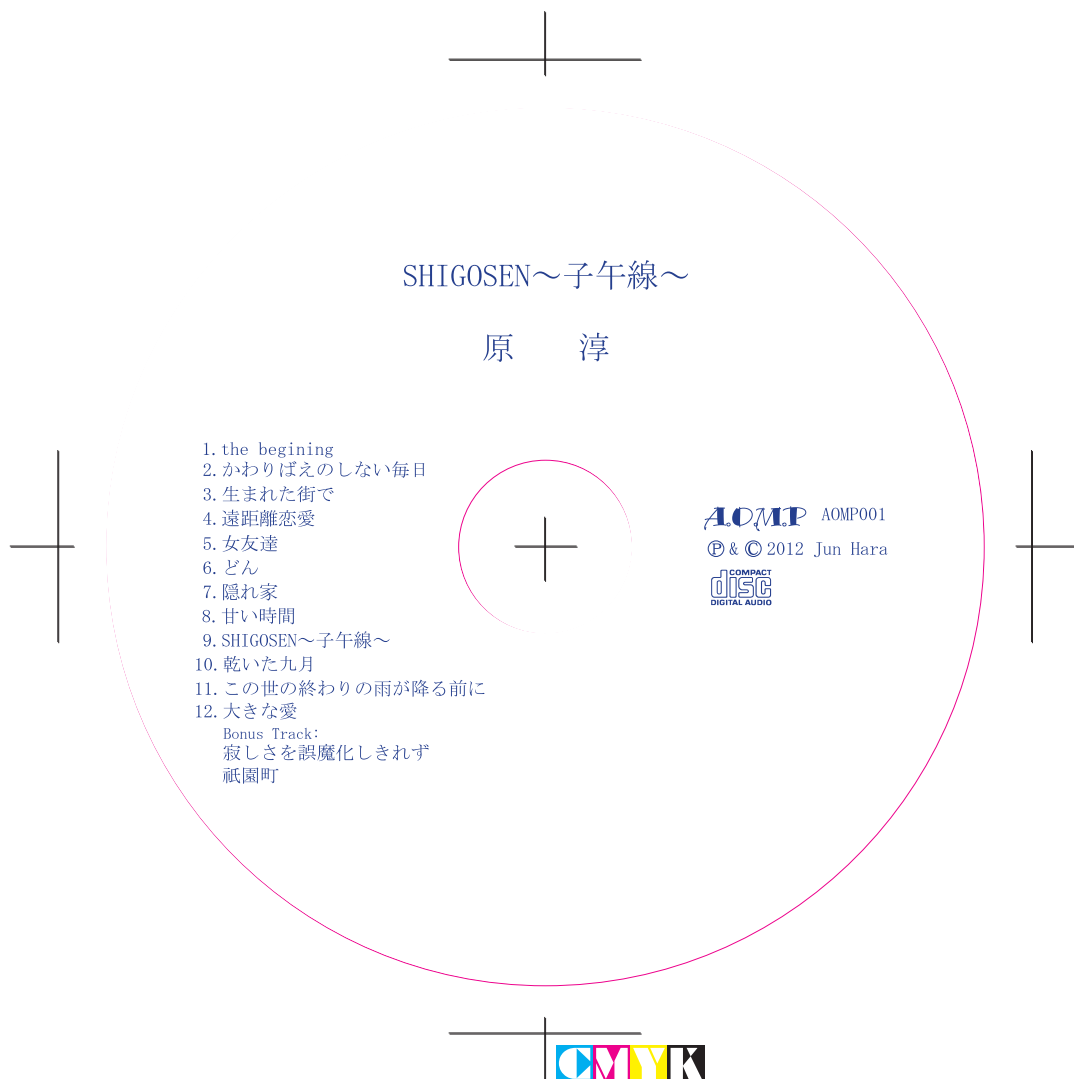 SHIGOSEN～子午線～
原　　淳
1. the begining
2. かわりばえのしない毎日
3. 生まれた街で
4. 遠距離恋愛
5. 女友達
6. どん
7. 隠れ家
8. 甘い時間
9. SHIGOSEN～子午線～
10. 乾いた九月
11. この世の終わりの雨が降る前に
12. 大きな愛
Bonus Track:
寂しさを誤魔化しきれず
祇園町
A.O.M.P AOMP001
Ⓟ & © 2012 Jun Hara
COMPACT
disc
DIGITAL AUDIO
CMYK